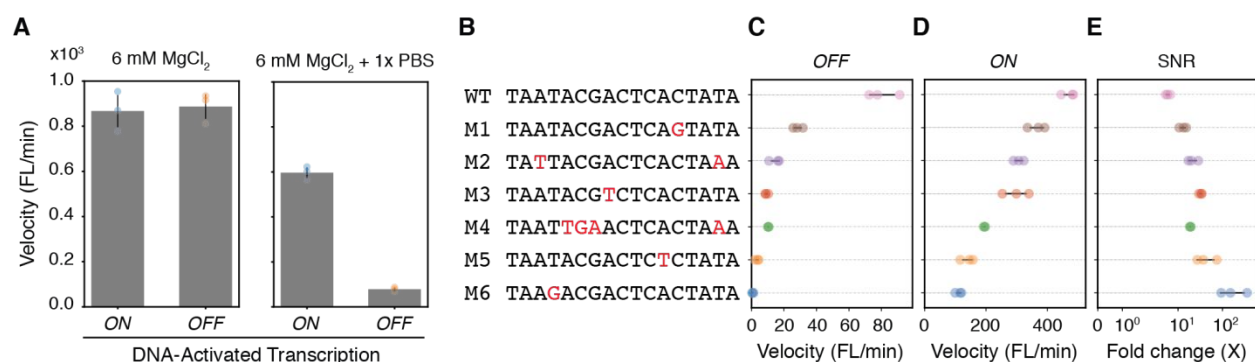 A
B
C
D
E
x10³
6 mM MgCl₂
6 mM MgCl₂ + 1x PBS
OFF
ON
SNR
Velocity (FL/min)
1.0
0.8
0.6
0.4
0.2
0.0
ON
OFF
ON
OFF
DNA-Activated Transcription
WT TAATACGACTCACTATA
M1 TAATACGACTCAGTATA
M2 TATTACGACTCACTAAA
M3 TAATACGTCTCACTATA
M4 TAATTGAACTCACTAAA
M5 TAATACGACTCTCTATA
M6 TAAGACGACTCACTATA
0 20 40 60 80
Velocity (FL/min)
0 200 400
Velocity (FL/min)
0 10⁰ 10¹ 10²
Fold change (X)